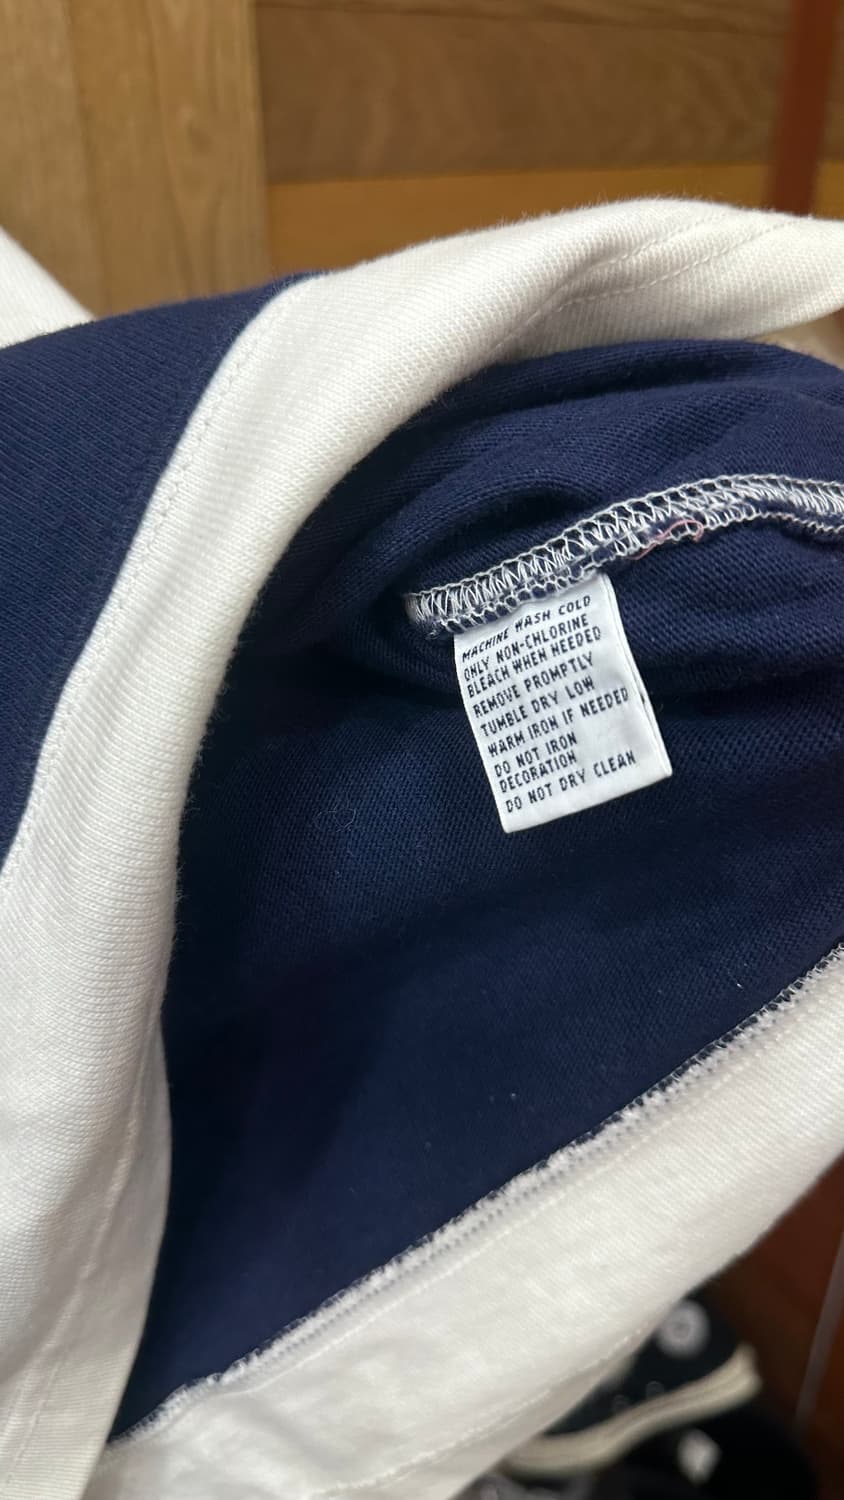 MACHINE WASH COLD
ONLY NON-CHLORINE
BLEACH WHEN NEEDED
REMOVE PROMPTLY
TUMBLE DRY LOW
WARM IRON IF NEEDED
DO NOT IRON
DECORATION
DO NOT DRY CLEAN